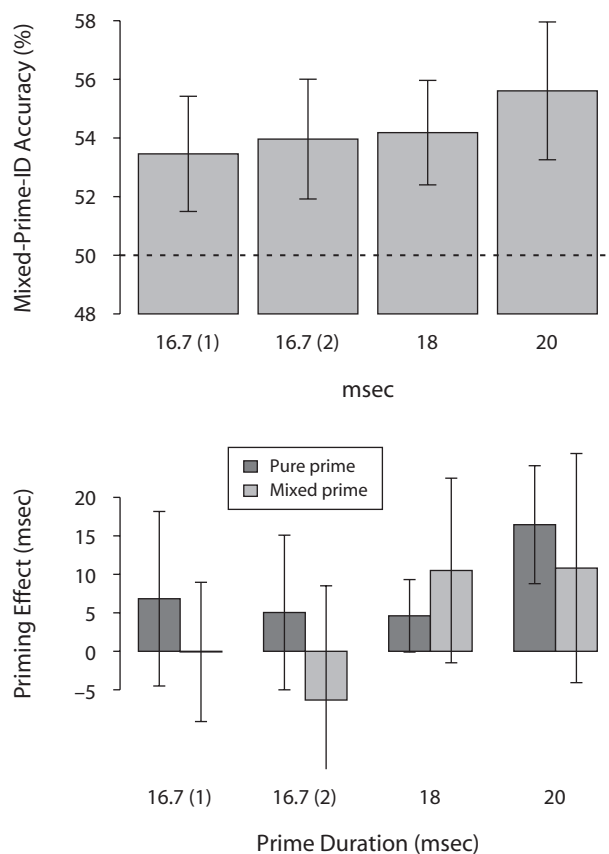 Mixed-Prime-ID Accuracy (%)
58
56
54
52
50
48
16.7 (1) 16.7 (2) 18 20
msec
Priming Effect (msec)
Pure prime
Mixed prime
20
15
10
5
0
−5
16.7 (1) 16.7 (2) 18 20
Prime Duration (msec)